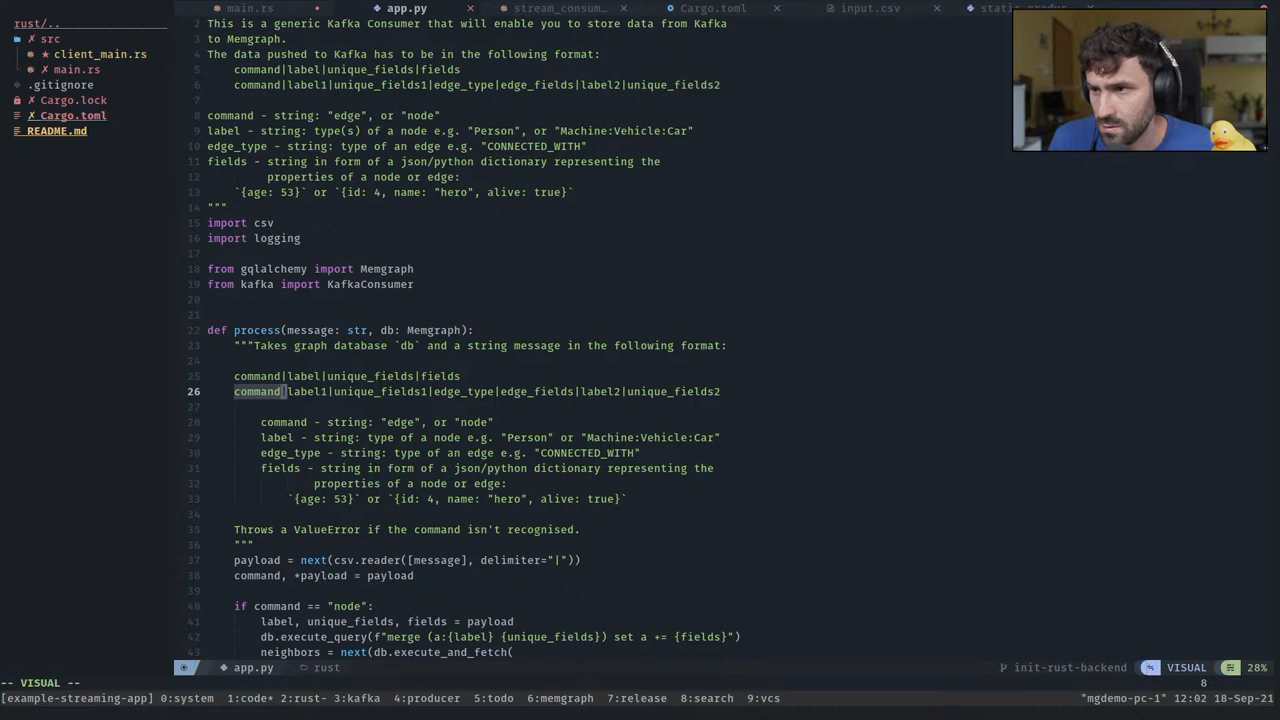 main.rs
app.py
stream_consum…
Cargo.toml
input.csv
rust/..
src
client_main.rs
main.rs
.gitignore
Cargo.lock
Cargo.toml
README.md
2 This is a generic Kafka Consumer that will enable you to store data from Kafka
3 to Memgraph.
4 The data pushed to Kafka has to be in the following format:
5 command|label|unique_fields|fields
6 command|label1|unique_fields1|edge_type|edge_fields|label2|unique_fields2
7
8 command - string: "edge", or "node"
9 label - string: type(s) of a node e.g. "Person", or "Machine:Vehicle:Car"
10 edge_type - string: type of an edge e.g. "CONNECTED_WITH"
11 fields - string in form of a json/python dictionary representing the
12 properties of a node or edge:
13 `{age: 53}` or `{id: 4, name: "hero", alive: true}`
14 """
15 import csv
16 import logging
17
18 from gqlalchemy import Memgraph
19 from kafka import KafkaConsumer
20
21
22 def process(message: str, db: Memgraph):
23 """Takes graph database `db` and a string message in the following format:
24
25 command|label|unique_fields|fields
26 command|label1|unique_fields1|edge_type|edge_fields|label2|unique_fields2
27
28 command - string: "edge", or "node"
29 label - string: type of a node e.g. "Person" or "Machine:Vehicle:Car"
30 edge_type - string: type of an edge e.g. "CONNECTED_WITH"
31 fields - string in form of a json/python dictionary representing the
32 properties of a node or edge:
33 `{age: 53}` or `{id: 4, name: "hero", alive: true}`
34
35 Throws a ValueError if the command isn't recognised.
36 """
37 payload = next(csv.reader([message], delimiter="|"))
38 command, *payload = payload
39
40 if command == "node":
41 label, unique_fields, fields = payload
42 db.execute_query(f"merge (a:{label} {unique_fields}) set a += {fields}")
43 neighbors = next(db.execute_and_fetch(
app.py rust init-rust-backend VISUAL 28%
-- VISUAL -- 8
[example-streaming-app] 0:system 1:code* 2:rust- 3:kafka 4:producer 5:todo 6:memgraph 7:release 8:search 9:vcs "mgdemo-pc-1" 12:02 18-Sep-21